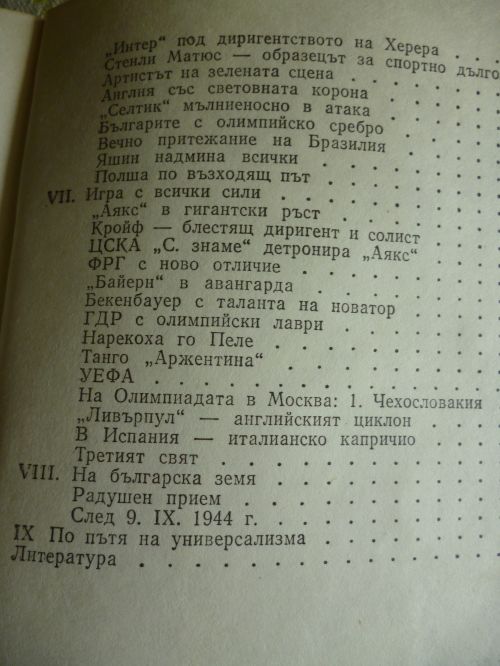 „Интер“ под диригентството на Херера . . .
Стенли Матюс — образецът за спортно дълго
Артистът на зелената сцена . . . . . .
Англия със световната корона . . . . .
„Селтик“ мълниеносно в атака . . . . .
Българите с олимпийско сребро . . . . .
Вечно притежание на Бразилия . . . . .
Яшин надмина всички . . . . . . . .
Полша по възходящ път . . . . . . .
VII. Игра с всички сили . . . . . . . .
„Аякс“ в гигантски ръст . . . . . . .
Кройф — блестящ диригент и солист . . .
ЦСКА „С. знаме“ детронира „Аякс“ . . .
ФРГ с ново отличие . . . . . . . .
„Байерн“ в авангарда . . . . . . . .
Бекенбауер с таланта на новатор . . . .
ГДР с олимпийски лаври . . . . . . .
Нарекоха го Пеле . . . . . . . . .
Танго „Аржентина“ . . . . . . . . .
УЕФА . . . . . . . . . . . .
На Олимпиадата в Москва: 1. Чехословакия
„Ливърпул“ — английският циклон . . . .
В Испания — италианско капричио . . . .
Третият свят . . . . . . . . . .
VIII. На българска земя . . . . . . . . .
Радушен прием . . . . . . . . . .
След 9. IX. 1944 г. . . . . . . . . .
IX По пътя на универсализма . . . . . . .
Литература . . . . . . . . . . . .